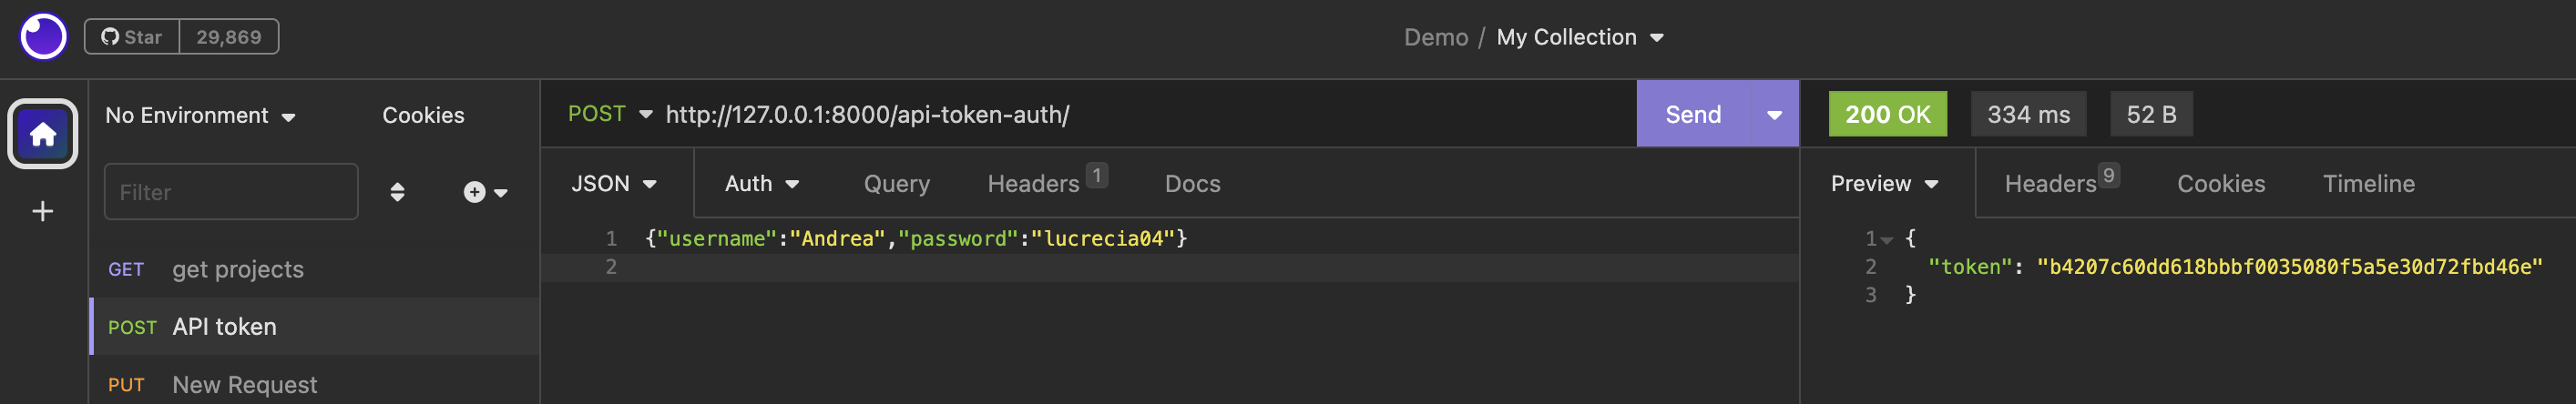 Star 29,869
Demo / My Collection
No Environment Cookies
Filter
GET get projects
POST API token
PUT New Request
POST http://127.0.0.1:8000/api-token-auth/ Send
JSON Auth Query Headers 1 Docs
1 {"username":"Andrea","password":"lucrecia04"}
2
200 OK 334 ms 52 B
Preview Headers 9 Cookies Timeline
1 {
2 "token": "b4207c60dd618bbbf0035080f5a5e30d72fbd46e"
3 }